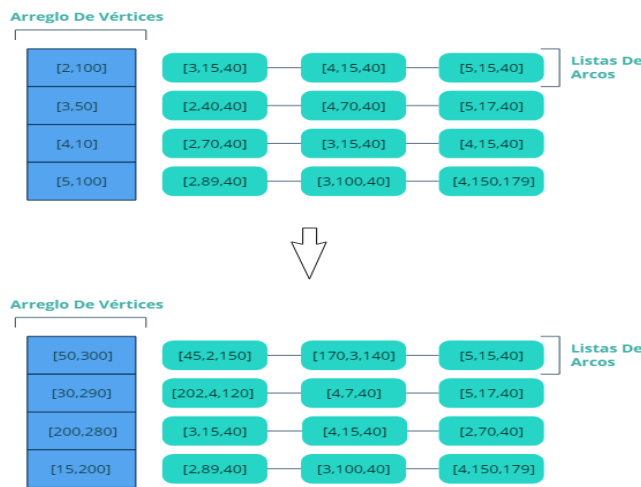 Arreglo De Vértices
[2,100] [3,15,40] [4,15,40] [5,15,40] Listas De
Arcos
[3,50] [2,40,40] [4,70,40] [5,17,40]
[4,10] [2,70,40] [3,15,40] [4,15,40]
[5,100] [2,89,40] [3,100,40] [4,150,179]
Arreglo De Vértices
[50,300] [45,2,150] [170,3,140] [5,15,40] Listas De
Arcos
[30,290] [202,4,120] [4,7,40] [5,17,40]
[200,280] [3,15,40] [4,15,40] [2,70,40]
[15,200] [2,89,40] [3,100,40] [4,150,179]